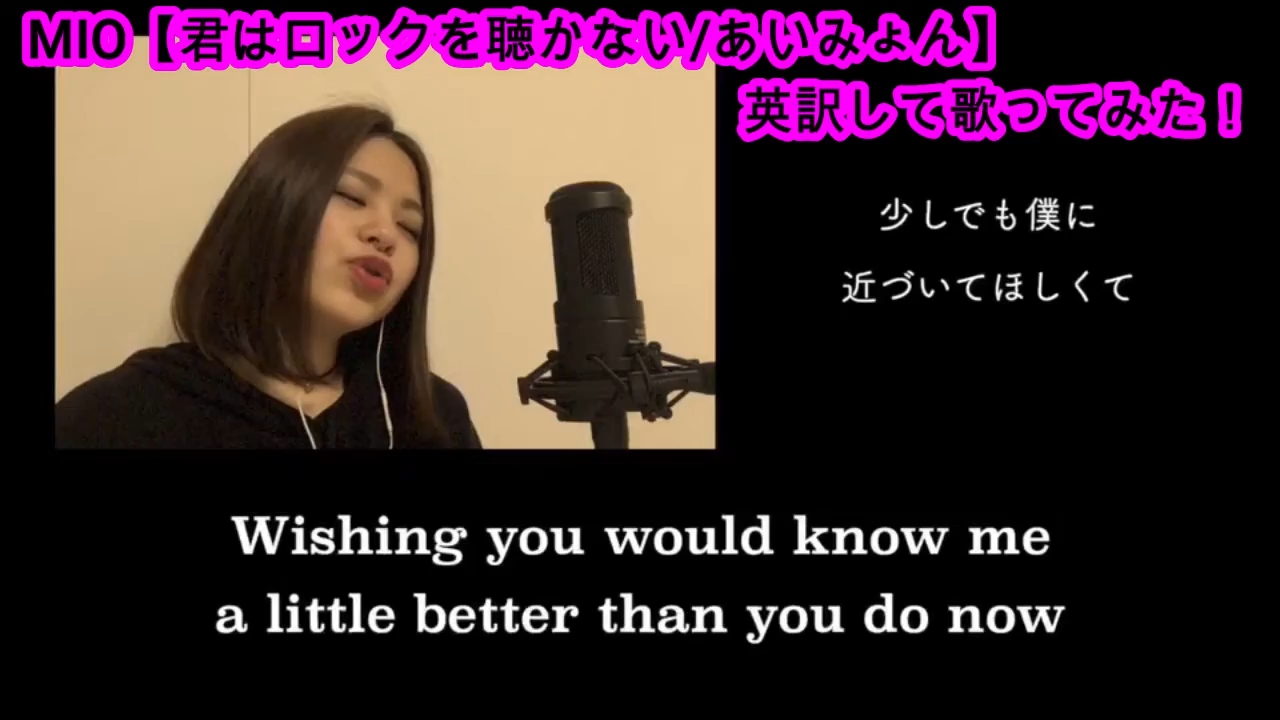 MIO【君はロックを聴かない/あいみょん】
英訳して歌ってみた！
少しでも僕に
近づいてほしくて
Wishing you would know me
a little better than you do now